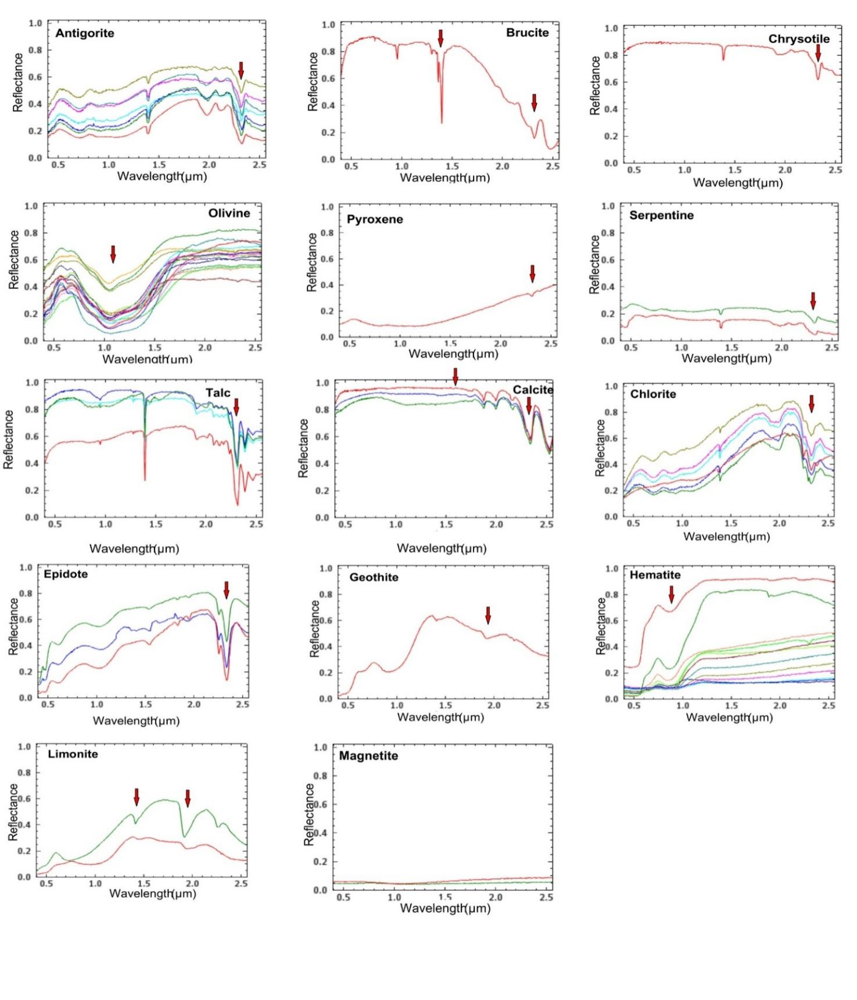 Antigorite
1.0
0.8
0.6
0.4
0.2
0.0
Reflectance
0.5 1.0 1.5 2.0 2.5
Wavelength(µm)
Brucite
1.0
0.8
0.6
0.4
0.2
0.0
Reflectance
0.5 1.0 1.5 2.0 2.5
Wavelength(µm)
Chrysotile
1.0
0.8
0.6
0.4
0.2
0.0
Reflectance
0.5 1.0 1.5 2.0 2.5
Wavelength(µm)
Olivine
1.0
0.8
0.6
0.4
0.2
0.0
Reflectance
0.5 1.0 1.5 2.0 2.5
Wavelength(µm)
Pyroxene
1.0
0.8
0.6
0.4
0.2
0.0
Reflectance
0.5 1.0 1.5 2.0 2.5
Wavelength(µm)
Serpentine
1.0
0.8
0.6
0.4
0.2
0.0
Reflectance
0.5 1.0 1.5 2.0 2.5
Wavelength(µm)
Talc
1.0
0.8
0.6
0.4
0.2
0.0
Reflectance
0.5 1.0 1.5 2.0 2.5
Wavelength(µm)
Calcite
1.0
0.8
0.6
0.4
0.2
0.0
Reflectance
0.5 1.0 1.5 2.0 2.5
Wavelength(µm)
Chlorite
1.0
0.8
0.6
0.4
0.2
0.0
Reflectance
0.5 1.0 1.5 2.0 2.5
Wavelength(µm)
Epidote
1.0
0.8
0.6
0.4
0.2
0.0
Reflectance
0.5 1.0 1.5 2.0 2.5
Wavelength(µm)
Geothite
1.0
0.8
0.6
0.4
0.2
0.0
Reflectance
0.5 1.0 1.5 2.0 2.5
Wavelength(µm)
Hematite
1.0
0.8
0.6
0.4
0.2
0.0
Reflectance
0.5 1.0 1.5 2.0 2.5
Wavelength(µm)
Limonite
1.0
0.8
0.6
0.4
0.2
0.0
Reflectance
0.5 1.0 1.5 2.0 2.5
Wavelength(µm)
Magnetite
1.0
0.8
0.6
0.4
0.2
0.0
Reflectance
0.5 1.0 1.5 2.0 2.5
Wavelength(µm)